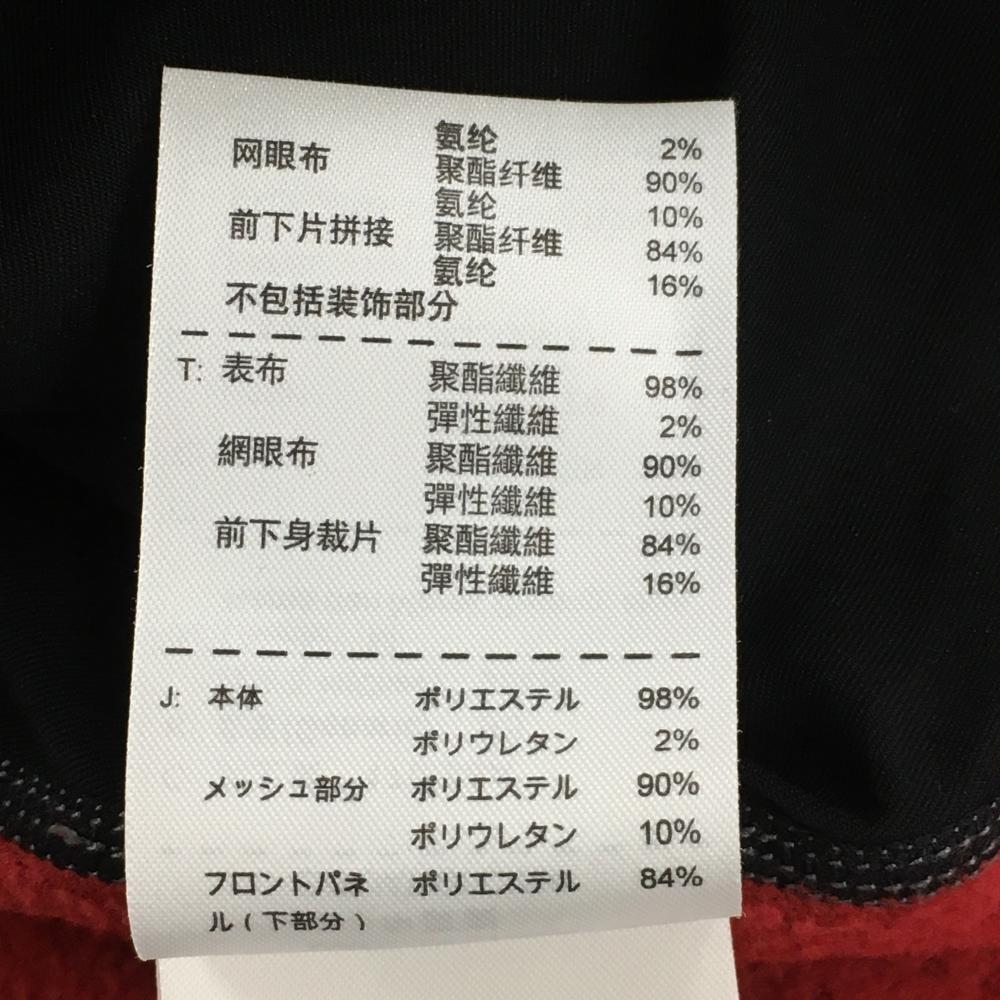 氨纶 2%
网眼布 聚酯纤维 90%
氨纶 10%
前下片拼接 聚酯纤维 84%
氨纶 16%
不包括装饰部分
T: 表布 聚酯纖維 98%
彈性纖維 2%
網眼布 聚酯纖維 90%
彈性纖維 10%
前下身裁片 聚酯纖維 84%
彈性纖維 16%
J: 本体 ポリエステル 98%
ポリウレタン 2%
メッシュ部分 ポリエステル 90%
ポリウレタン 10%
フロントパネ ポリエステル 84%
ル(下部分)